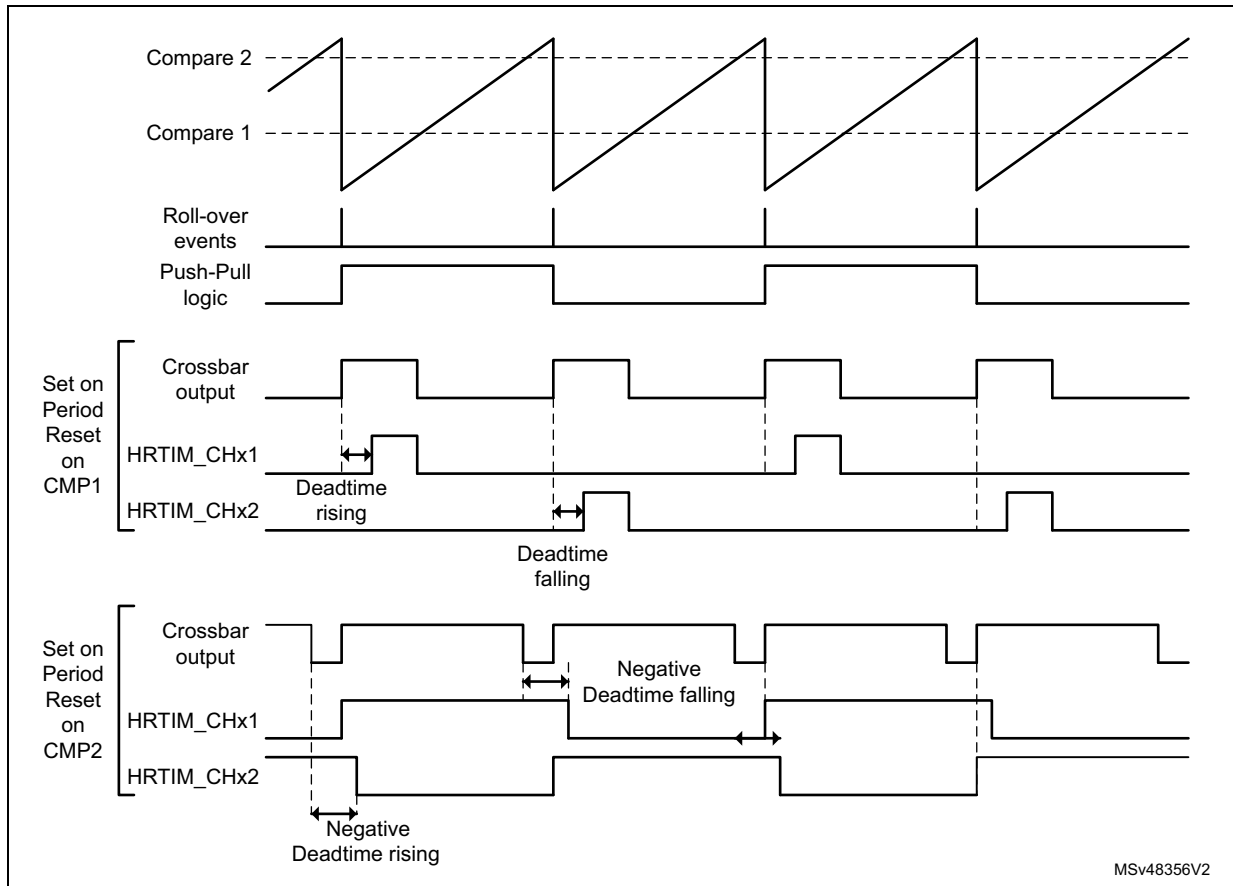 Compare 2
Compare 1
Roll-over
events
Push-Pull
logic
Set on
Period
Reset
on
CMP1
Crossbar
output
HRTIM_CHx1
Deadtime
rising
HRTIM_CHx2
Deadtime
falling
Set on
Period
Reset
on
CMP2
Crossbar
output
Negative
Deadtime falling
HRTIM_CHx1
HRTIM_CHx2
Negative
Deadtime rising
MSv48356V2